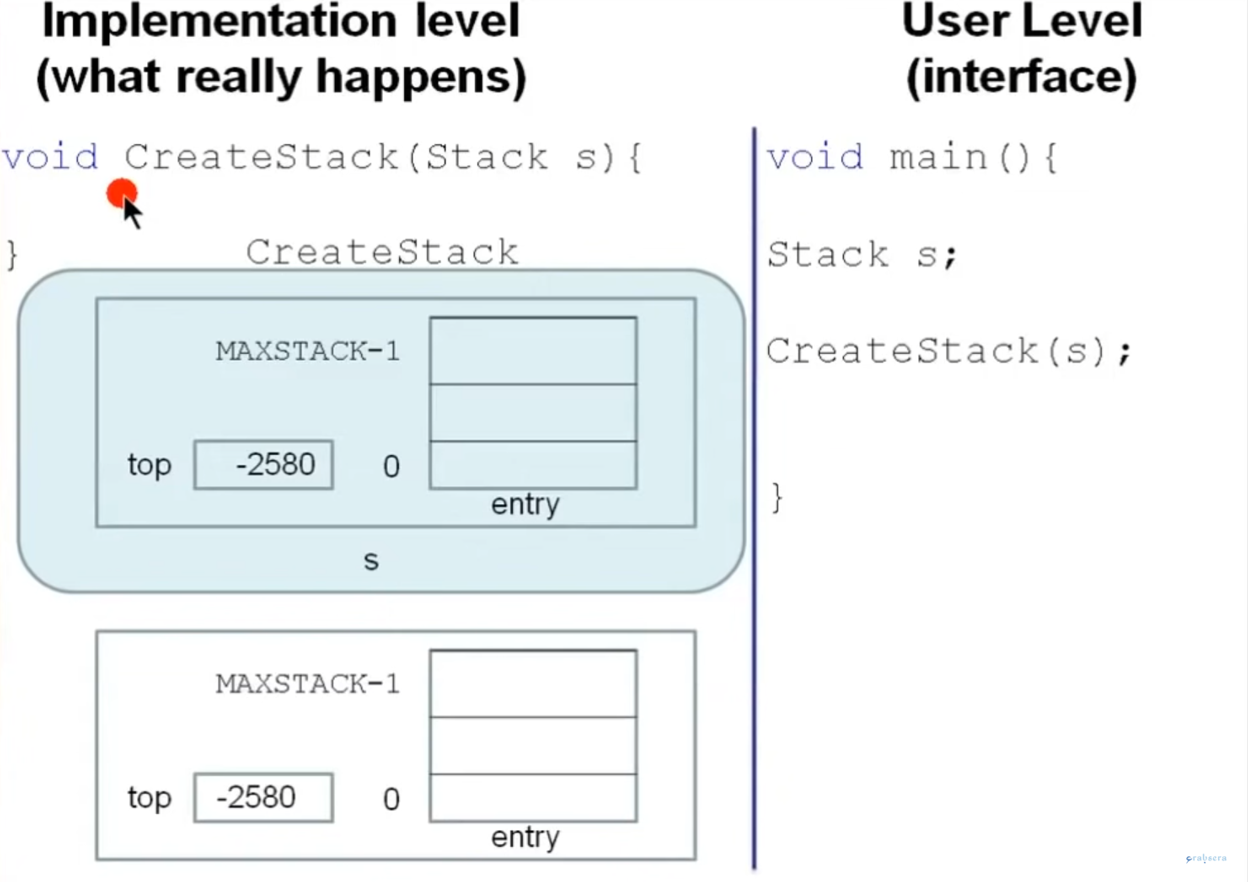 Implementation level
(what really happens)
void CreateStack(Stack s){
}
CreateStack
MAXSTACK-1
top
-2580
0
entry
s
MAXSTACK-1
top
-2580
0
entry
User Level
(interface)
void main(){
Stack s;
CreateStack(s);
}